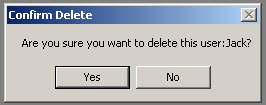 Confirm Delete
Are you sure you want to delete this user:Jack?
Yes
No